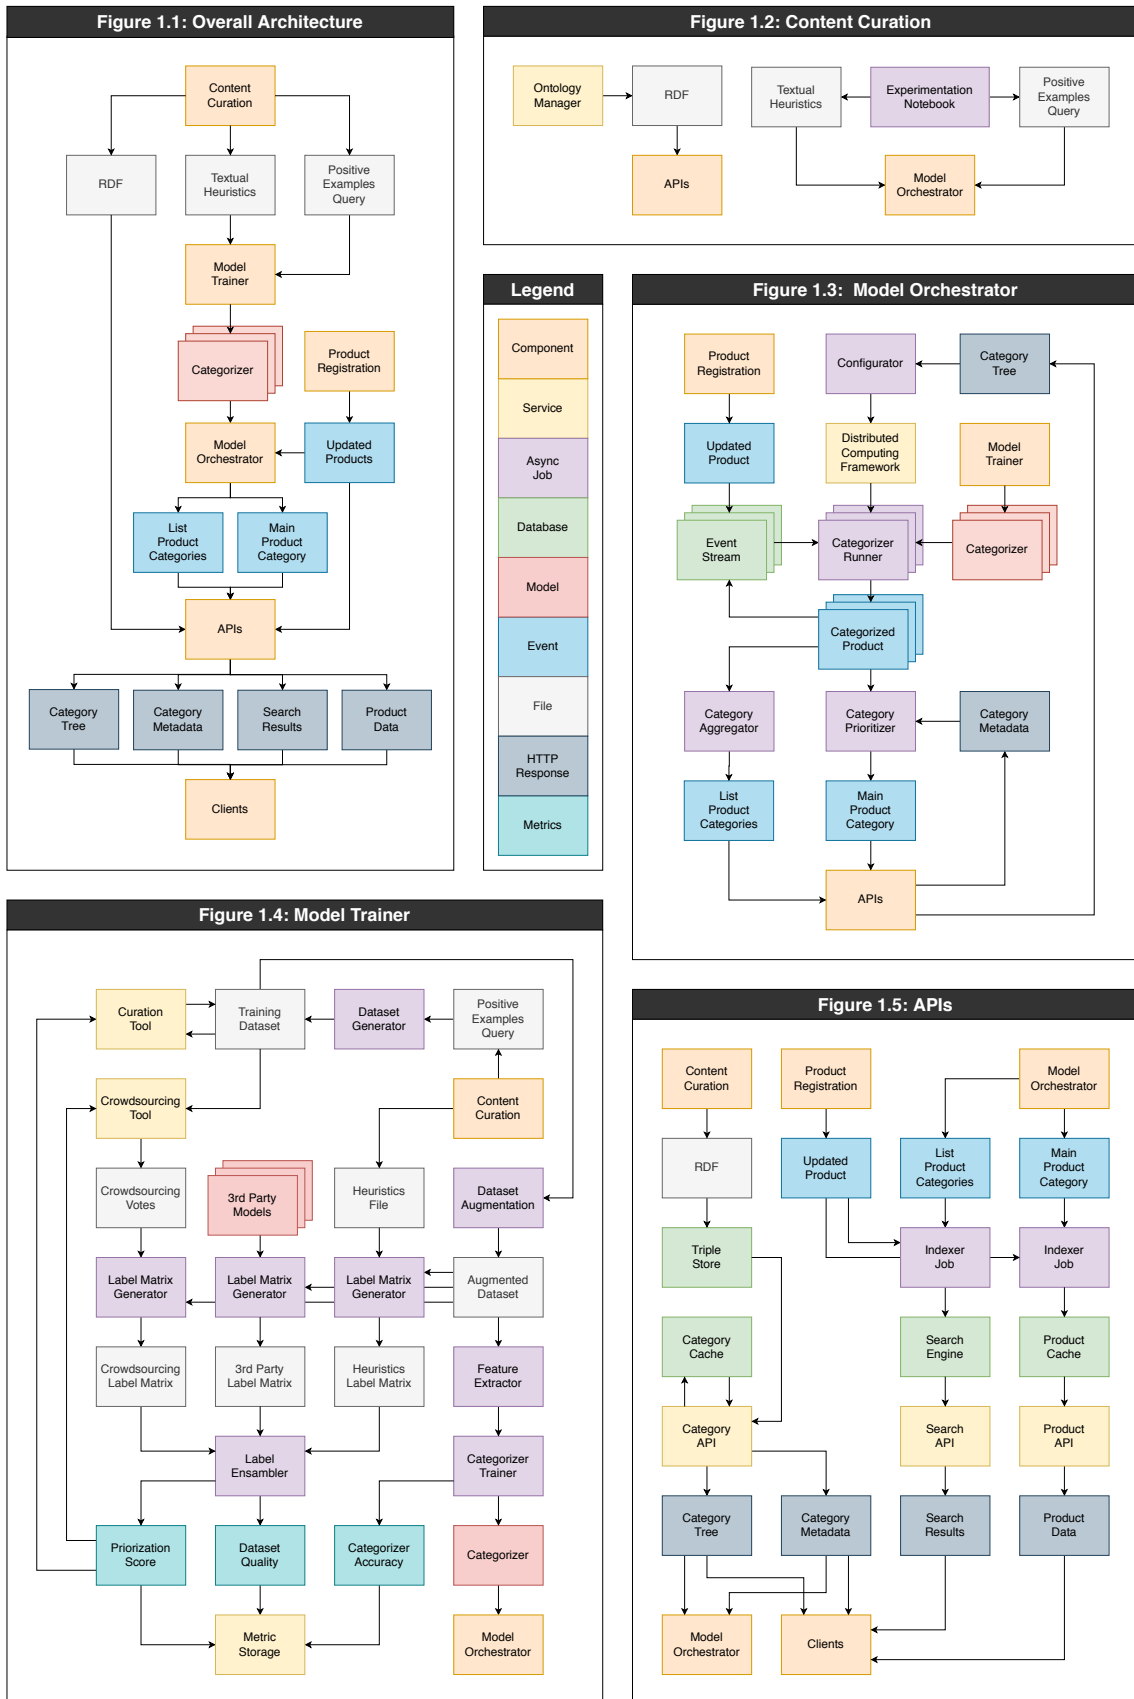 Figure 1.1: Overall Architecture
Content
Curation
RDF
Textual
Heuristics
Positive
Examples
Query
Model
Trainer
Categorizer
Product
Registration
Model
Orchestrator
Updated
Products
List
Product
Categories
Main
Product
Category
APIs
Category
Tree
Category
Metadata
Search
Results
Product
Data
Clients
Figure 1.2: Content Curation
Ontology
Manager
RDF
Textual
Heuristics
Experimentation
Notebook
Positive
Examples
Query
APIs
Model
Orchestrator
Legend
Component
Service
Async
Job
Database
Model
Event
File
HTTP
Response
Metrics
Figure 1.3: Model Orchestrator
Product
Registration
Configurator
Category
Tree
Updated
Product
Distributed
Computing
Framework
Model
Trainer
Event
Stream
Categorizer
Runner
Categorizer
Categorized
Product
Category
Aggregator
Category
Prioritizer
Category
Metadata
List
Product
Categories
Main
Product
Category
APIs
Figure 1.4: Model Trainer
Curation
Tool
Training
Dataset
Dataset
Generator
Positive
Examples
Query
Crowdsourcing
Tool
Content
Curation
Crowdsourcing
Votes
3rd Party
Models
Heuristics
File
Dataset
Augmentation
Label Matrix
Generator
Label Matrix
Generator
Label Matrix
Generator
Augmented
Dataset
Crowdsourcing
Label Matrix
3rd Party
Label Matrix
Heuristics
Label Matrix
Feature
Extractor
Label
Ensambler
Categorizer
Trainer
Priorization
Score
Dataset
Quality
Categorizer
Accuracy
Categorizer
Metric
Storage
Model
Orchestrator
Figure 1.5: APIs
Content
Curation
Product
Registration
Model
Orchestrator
RDF
Updated
Product
List
Product
Categories
Main
Product
Category
Triple
Store
Indexer
Job
Indexer
Job
Category
Cache
Search
Engine
Product
Cache
Category
API
Search
API
Product
API
Category
Tree
Category
Metadata
Search
Results
Product
Data
Model
Orchestrator
Clients